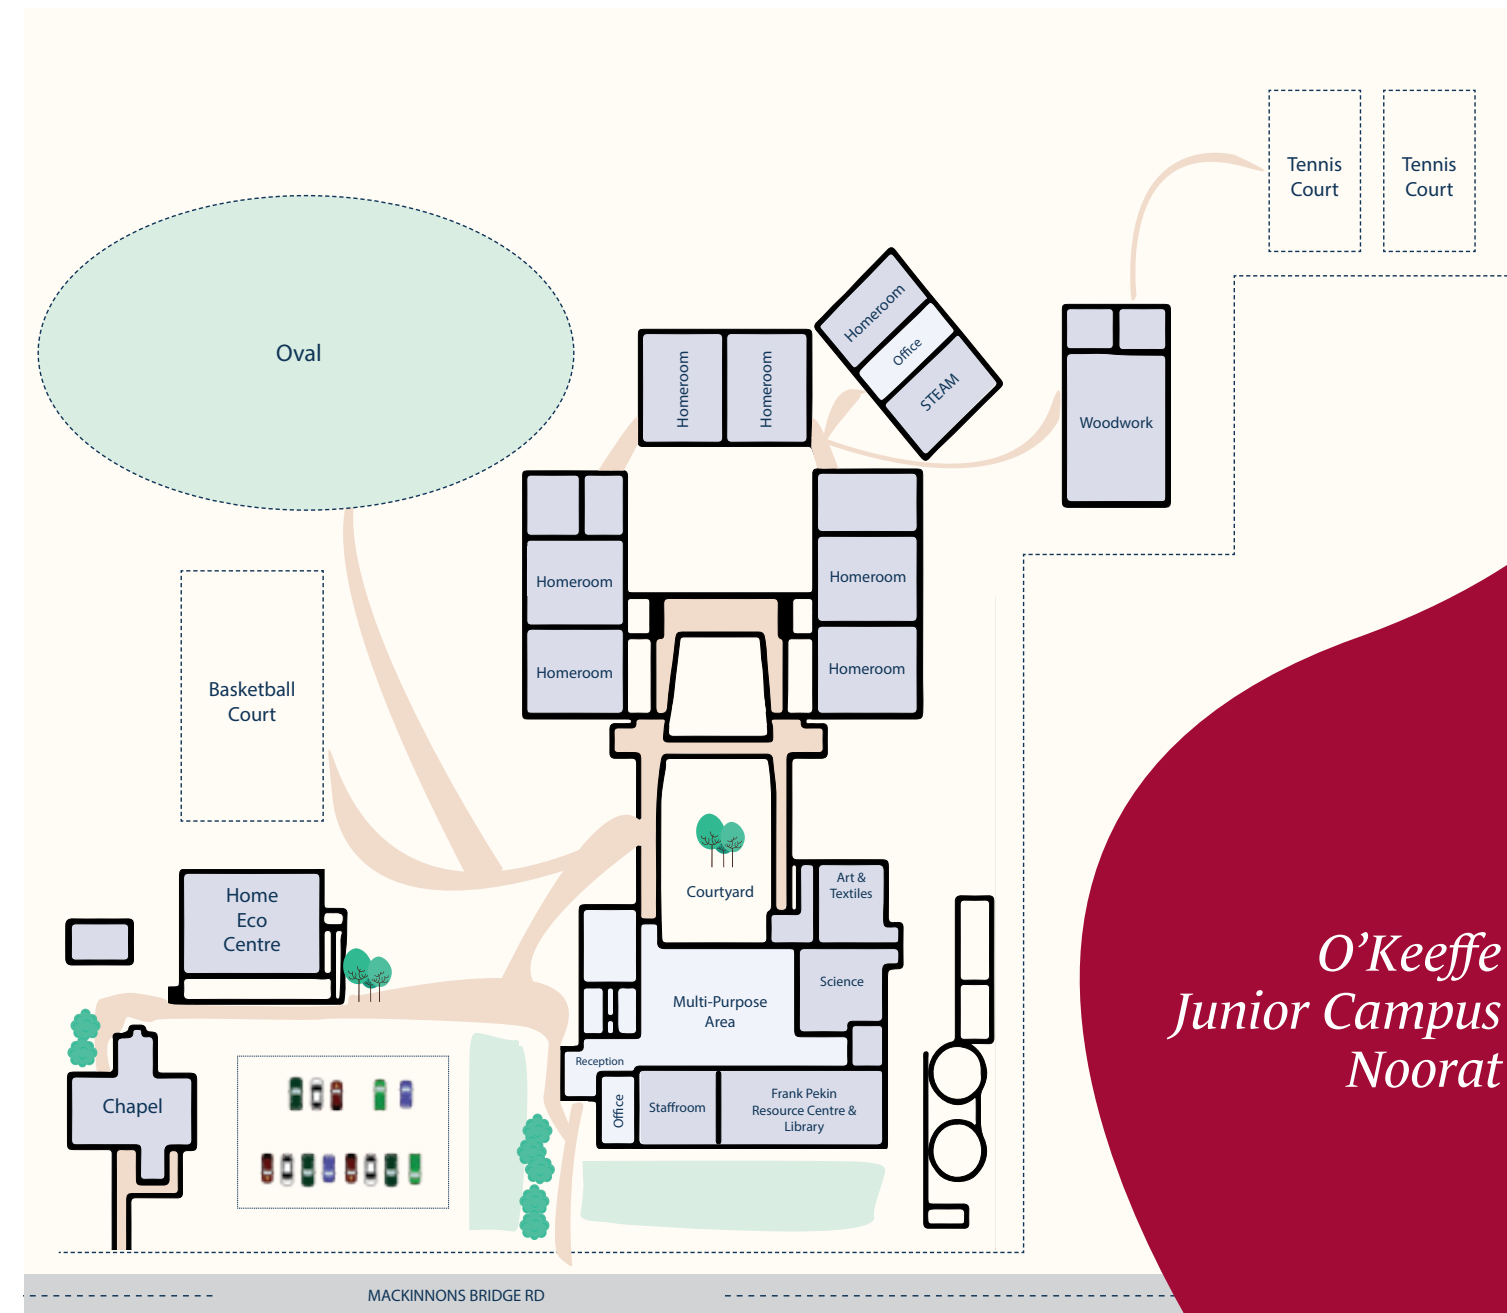 Tennis
Court
Tennis
Court
Oval
Homeroom
Office
STEAM
Homeroom
Homeroom
Woodwork
Homeroom
Homeroom
Homeroom
Homeroom
Basketball
Court
Courtyard
Art &
Textiles
Home
Eco
Centre
Science
Multi-Purpose
Area
Reception
Chapel
Office
Staffroom
Frank Pekin
Resource Centre &
Library
O’Keeffe
Junior Campus
Noorat
MACKINNONS BRIDGE RD